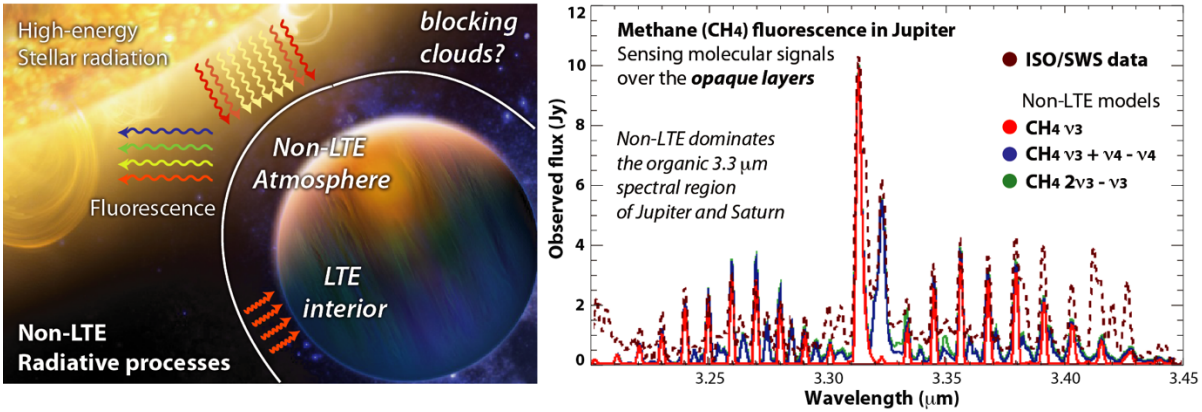 High-energy
Stellar radiation
blocking
clouds?
Non-LTE
Atmosphere
Fluorescence
LTE
interior
Non-LTE
Radiative processes
Methane (CH4) fluorescence in Jupiter
Sensing molecular signals
over the opaque layers
Non-LTE dominates
the organic 3.3 μm
spectral region
of Jupiter and Saturn
ISO/SWS data
Non-LTE models
CH4 ν3
CH4 ν3 + ν4 - ν4
CH4 2ν3 - ν3
Observed flux (Jy)
12
10
8
6
4
2
0
3.25
3.30
3.35
3.40
3.45
Wavelength (μm)